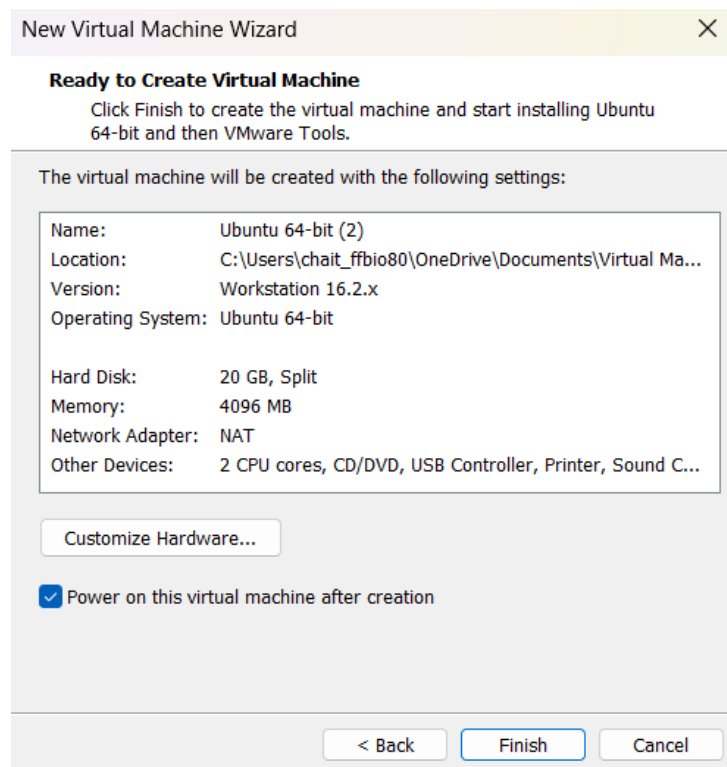 New Virtual Machine Wizard
Ready to Create Virtual Machine
Click Finish to create the virtual machine and start installing Ubuntu
64-bit and then VMware Tools.
The virtual machine will be created with the following settings:
Name: Ubuntu 64-bit (2)
Location: C:\Users\chait_ffbio80\OneDrive\Documents\Virtual Ma...
Version: Workstation 16.2.x
Operating System: Ubuntu 64-bit
Hard Disk: 20 GB, Split
Memory: 4096 MB
Network Adapter: NAT
Other Devices: 2 CPU cores, CD/DVD, USB Controller, Printer, Sound C...
Customize Hardware...
Power on this virtual machine after creation
< Back Finish Cancel